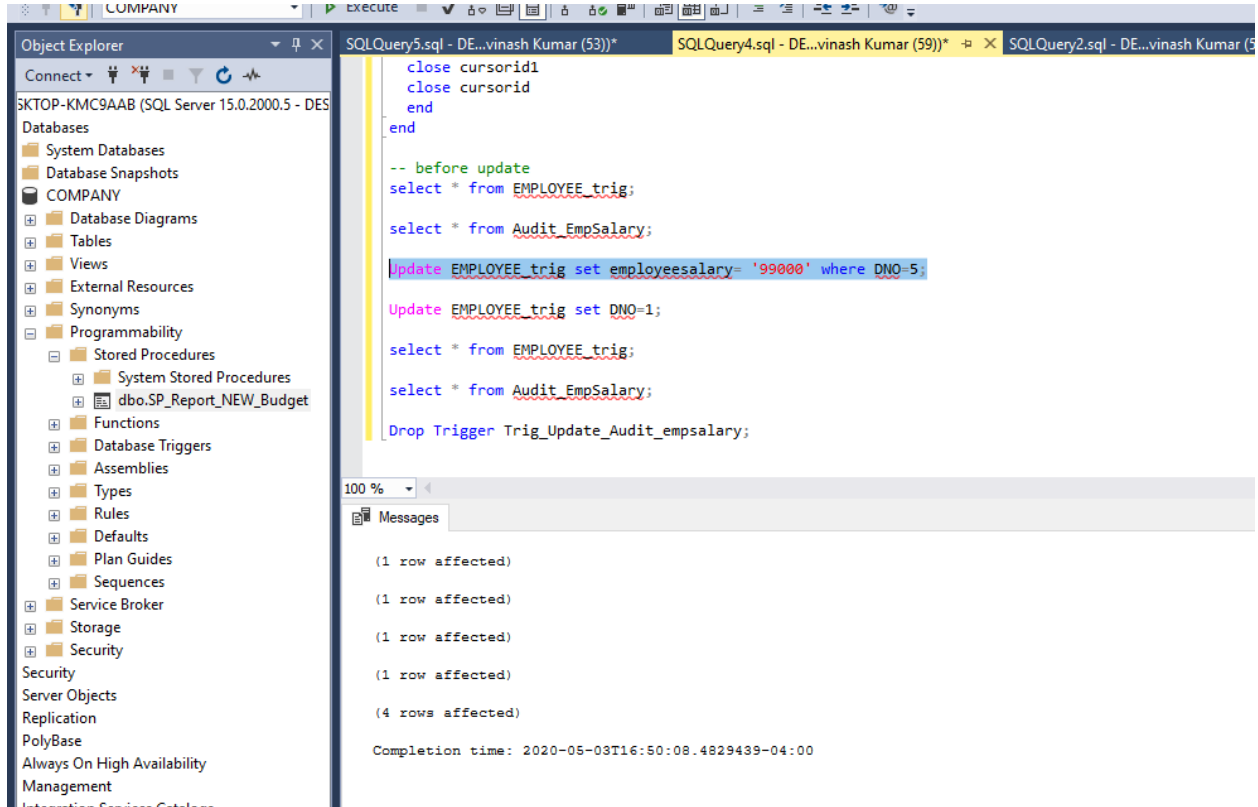 COMPANY
Execute
Object Explorer
Connect
SKTOP-KMC9AAB (SQL Server 15.0.2000.5 - DES
Databases
System Databases
Database Snapshots
COMPANY
Database Diagrams
Tables
Views
External Resources
Synonyms
Programmability
Stored Procedures
System Stored Procedures
dbo.SP_Report_NEW_Budget
Functions
Database Triggers
Assemblies
Types
Rules
Defaults
Plan Guides
Sequences
Service Broker
Storage
Security
Security
Server Objects
Replication
PolyBase
Always On High Availability
Management
Integration Services Catalogs
SQLQuery5.sql - DE...vinash Kumar (53))*
SQLQuery4.sql - DE...vinash Kumar (59))*
SQLQuery2.sql - DE...vinash Kumar (5
close cursorid1
close cursorid
end
end
-- before update
select * from EMPLOYEE_trig;
select * from Audit_EmpSalary;
Update EMPLOYEE_trig set employeesalary= '99000' where DNO=5;
Update EMPLOYEE_trig set DNO=1;
select * from EMPLOYEE_trig;
select * from Audit_EmpSalary;
Drop Trigger Trig_Update_Audit_empsalary;
100 %
Messages
(1 row affected)
(1 row affected)
(1 row affected)
(1 row affected)
(4 rows affected)
Completion time: 2020-05-03T16:50:08.4829439-04:00